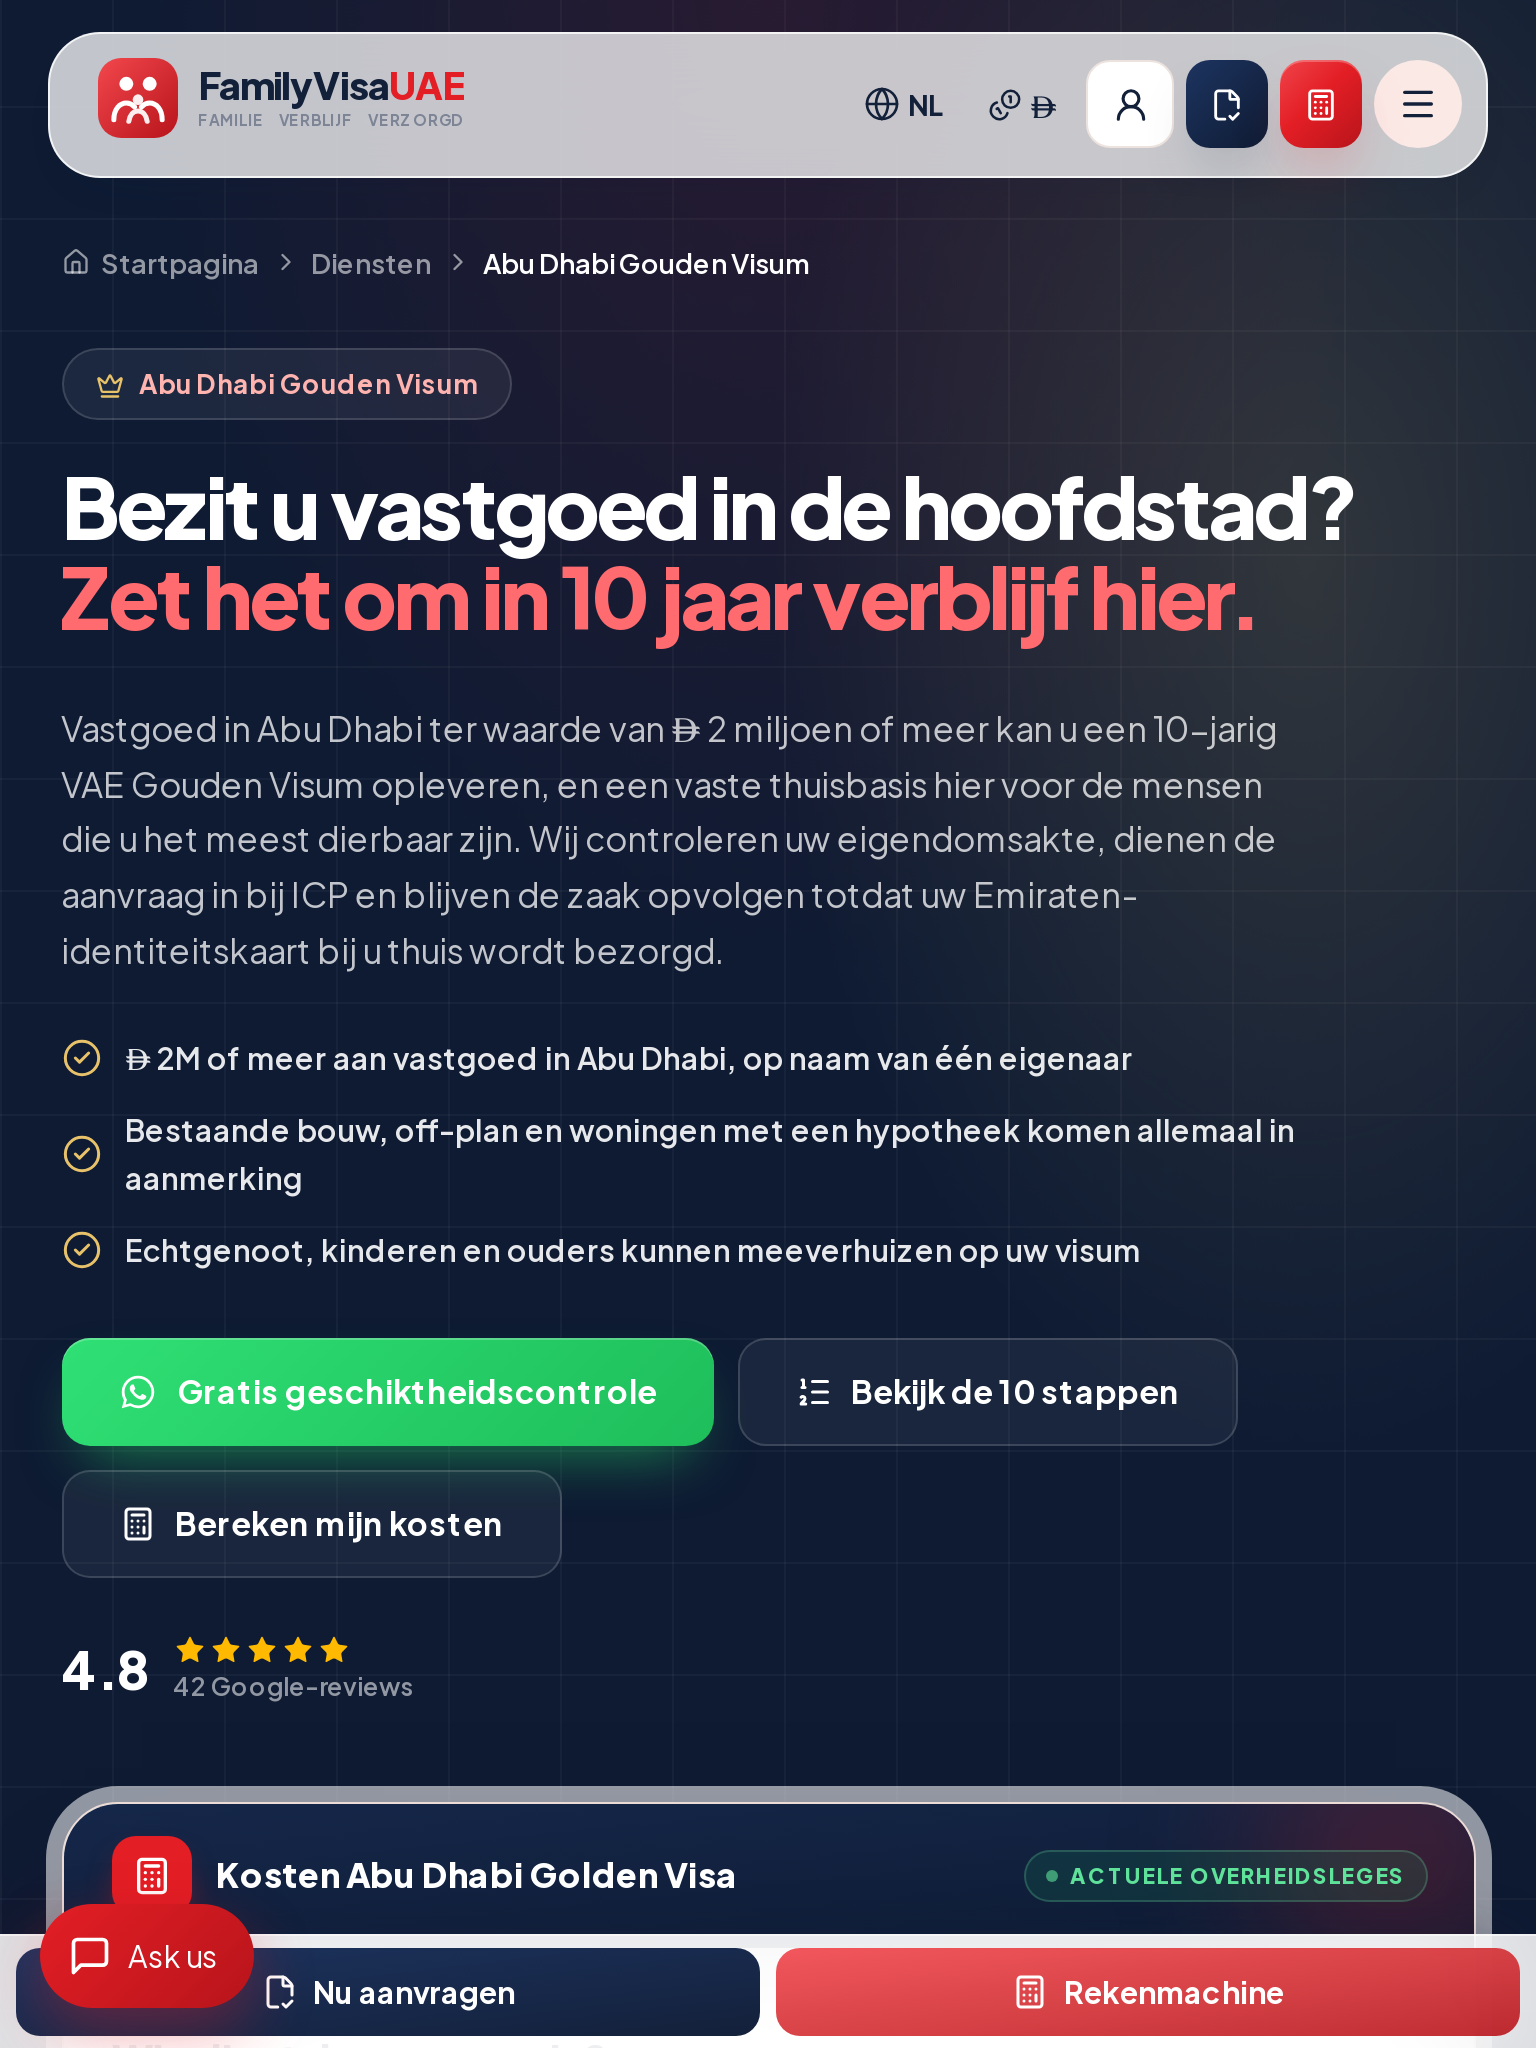 FamilyVisaUAE
FAMILIE VERBLIJF VERZORGD
NL
Startpagina > Diensten > Abu Dhabi Gouden Visum
Abu Dhabi Gouden Visum
Bezit u vastgoed in de hoofdstad?
Zet het om in 10 jaar verblijf hier.
Vastgoed in Abu Dhabi ter waarde van 2 miljoen of meer kan u een 10-jarig
VAE Gouden Visum opleveren, en een vaste thuisbasis hier voor de mensen
die u het meest dierbaar zijn. Wij controleren uw eigendomsakte, dienen de
aanvraag in bij ICP en blijven de zaak opvolgen totdat uw Emiraten-
identiteitskaart bij u thuis wordt bezorgd.
2M of meer aan vastgoed in Abu Dhabi, op naam van één eigenaar
Bestaande bouw, off-plan en woningen met een hypotheek komen allemaal in
aanmerking
Echtgenoot, kinderen en ouders kunnen meeverhuizen op uw visum
Gratis geschiktheidscontrole
Bekijk de 10 stappen
Bereken mijn kosten
4.8
42 Google-reviews
Kosten Abu Dhabi Golden Visa
ACTUELE OVERHEIDSLEGES
Ask us
Nu aanvragen
Rekenmachine